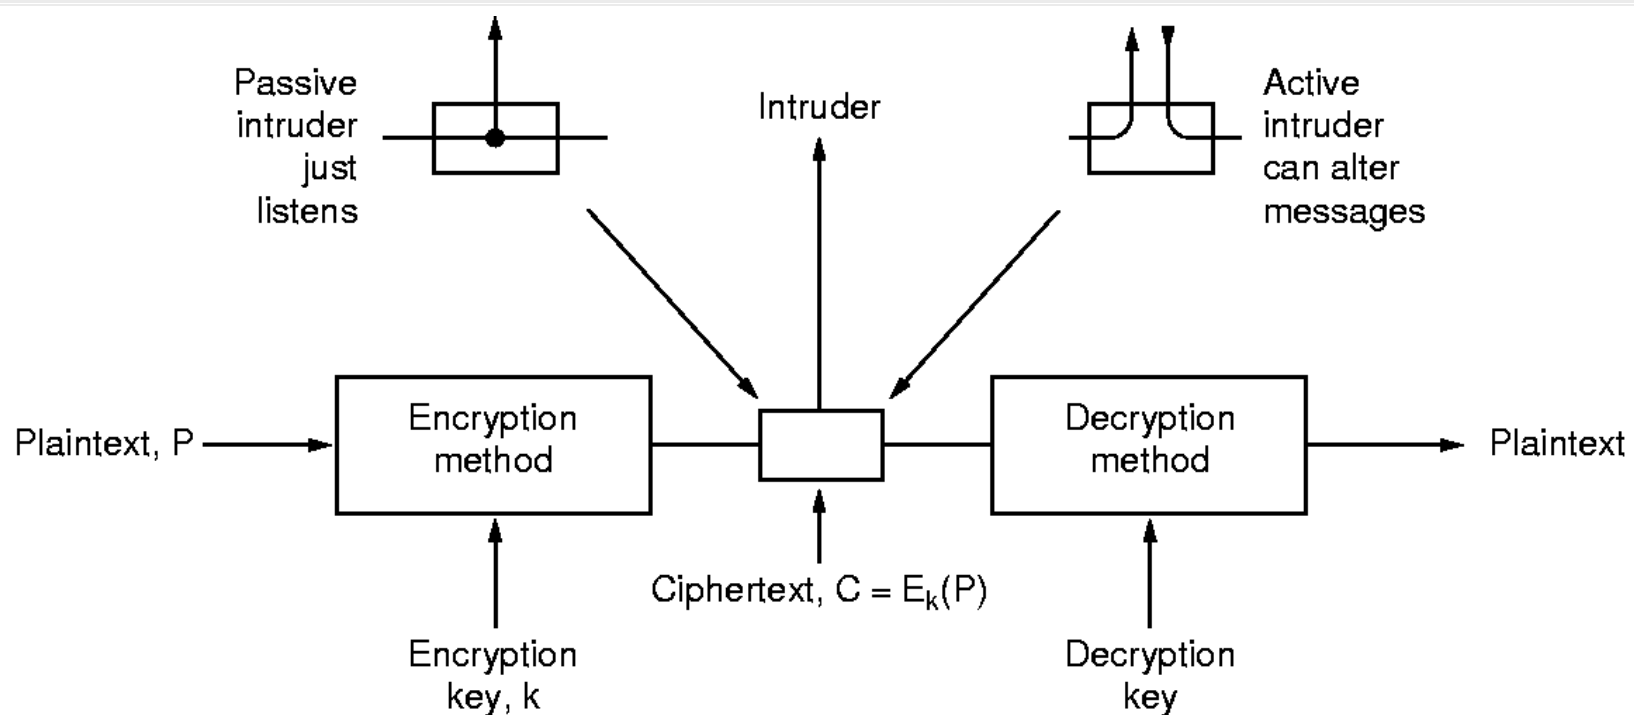 Passive
intruder
just
listens
Intruder
Active
intruder
can alter
messages
Plaintext, P
Encryption
method
Decryption
method
Plaintext
Ciphertext, C = Ek(P)
Encryption
key, k
Decryption
key